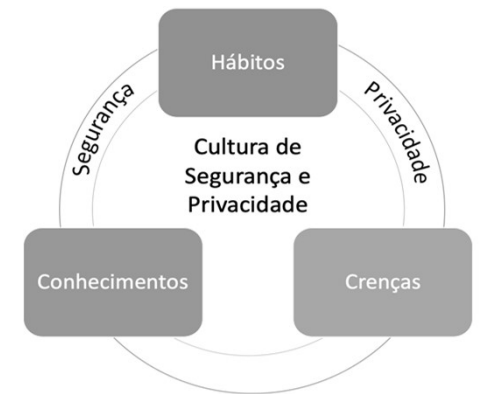 Hábitos
Segurança
Privacidade
Cultura de
Segurança e
Privacidade
Conhecimentos
Crenças